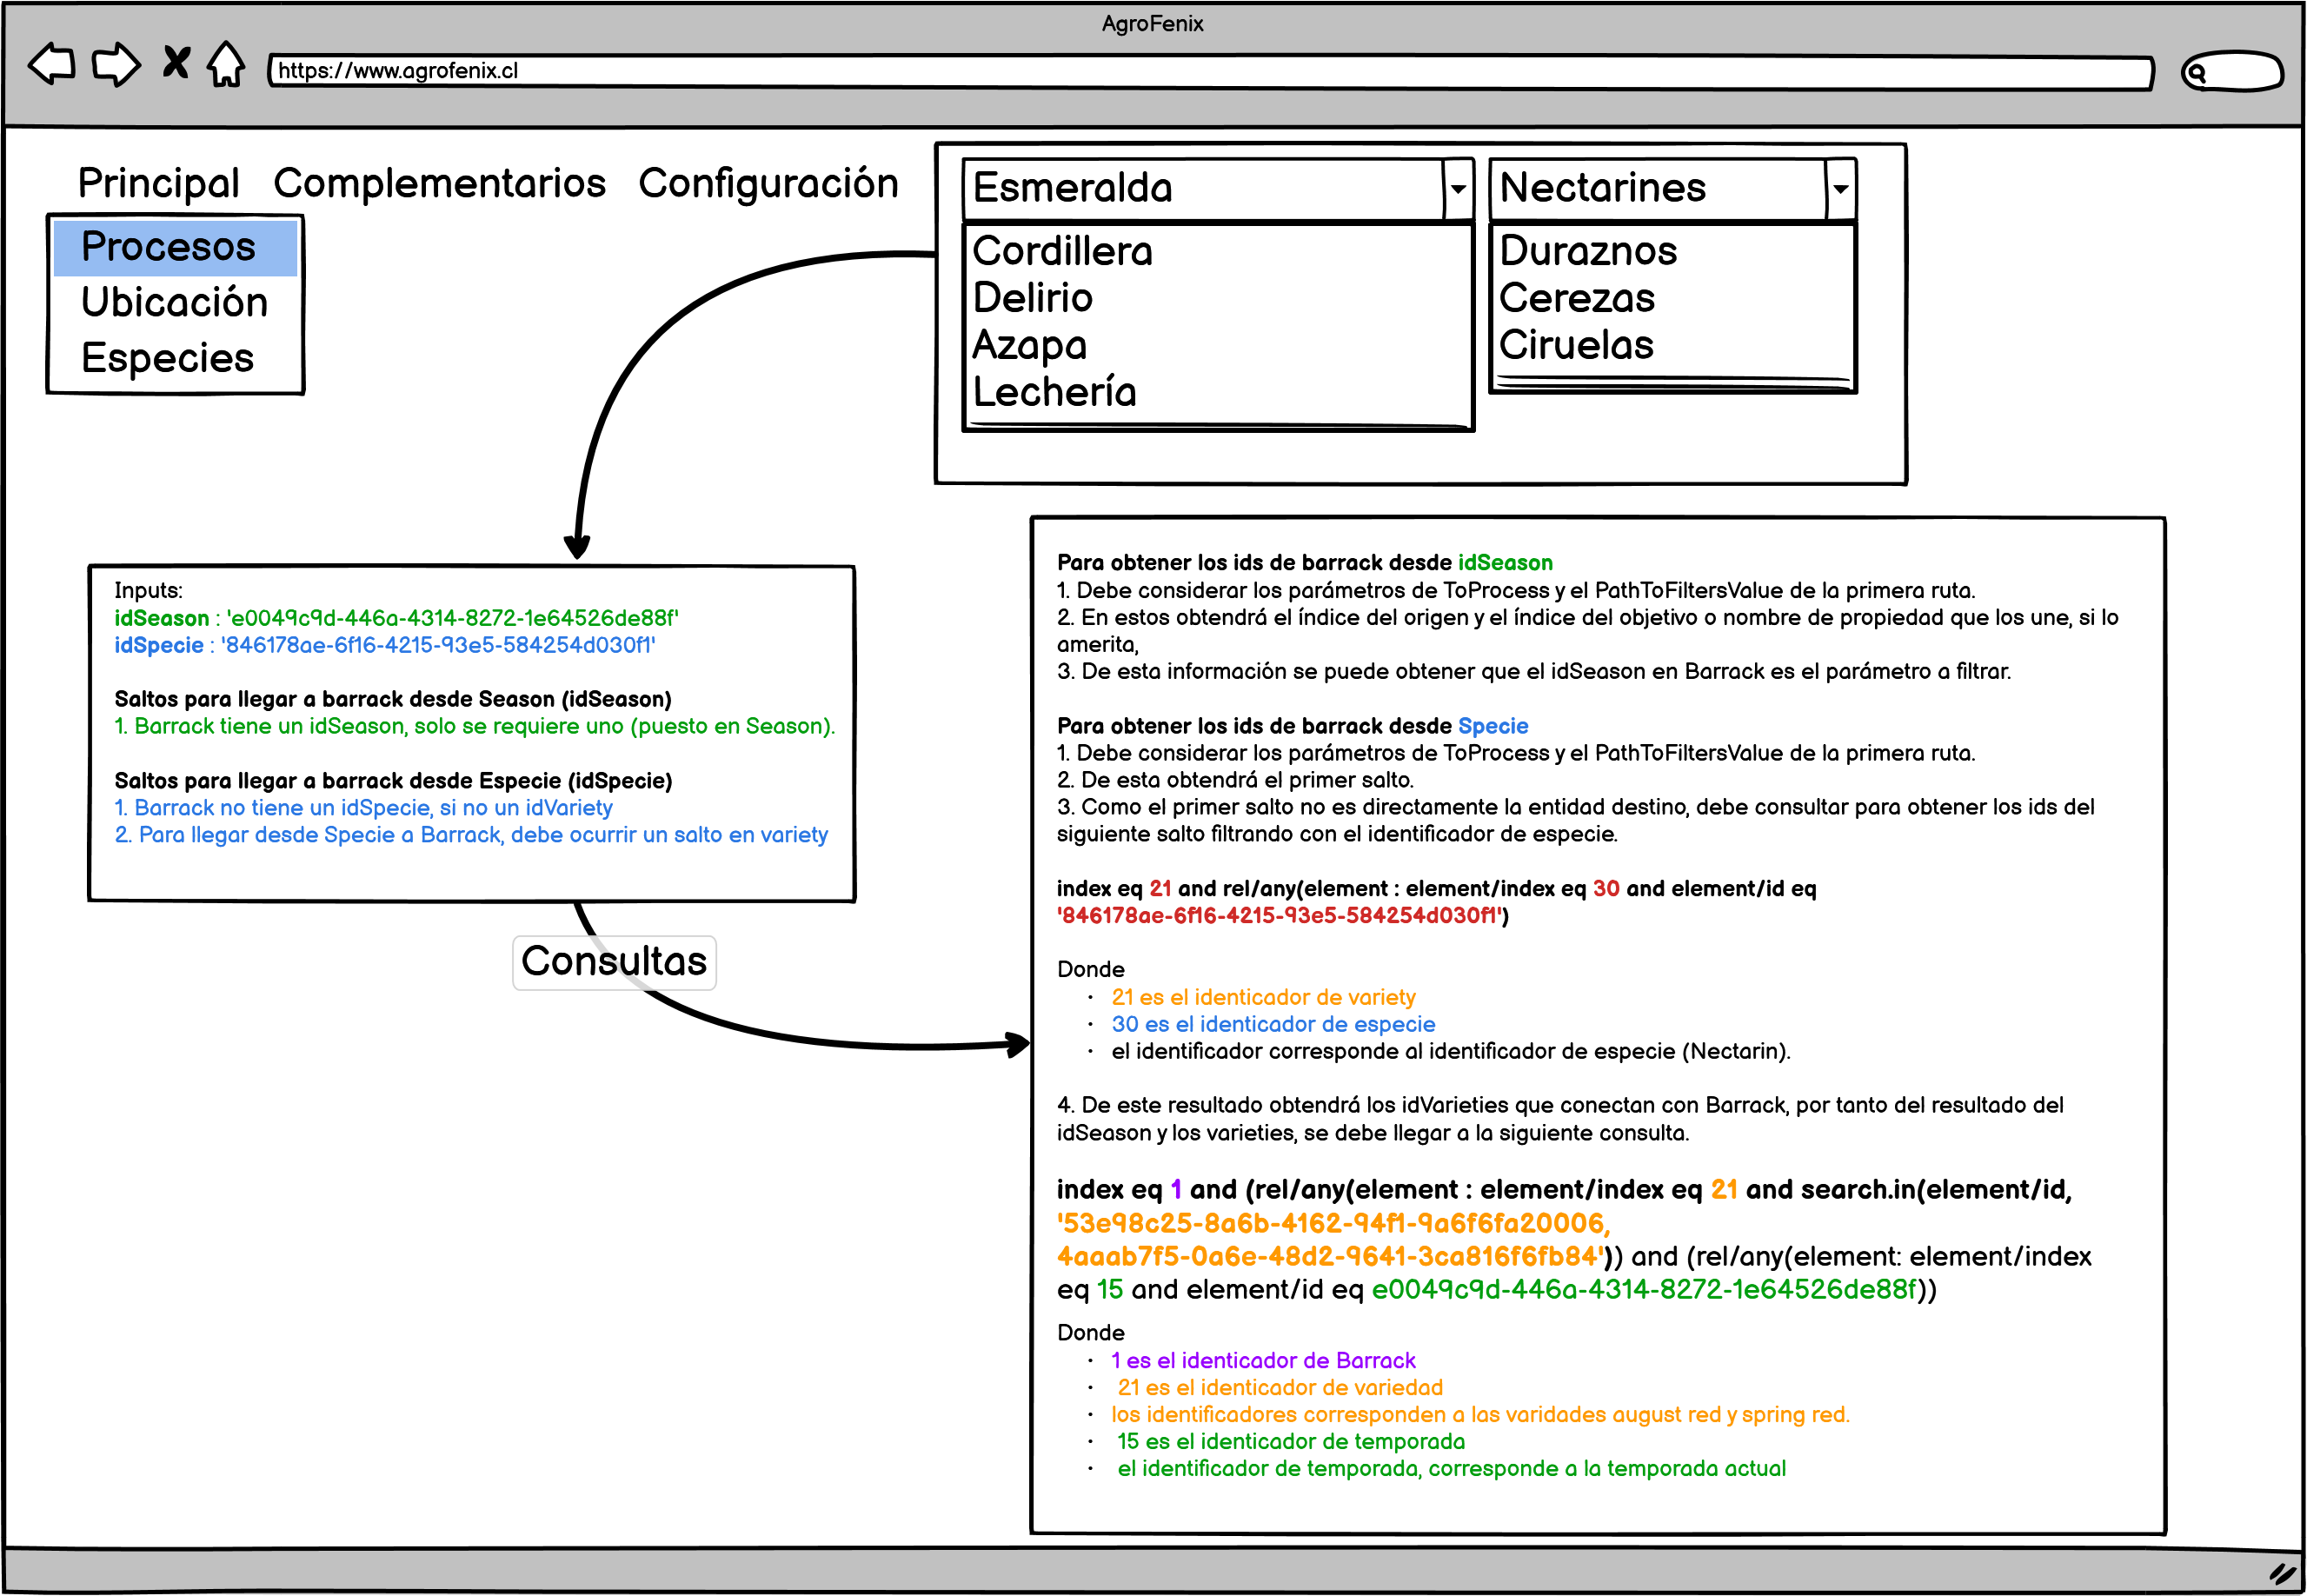 AgroFenix
https://www.agrofenix.cl
Principal Complementarios Configuración
Procesos
Ubicación
Especies
Esmeralda
Cordillera
Delirio
Azapa
Lechería
Nectarines
Duraznos
Cerezas
Ciruelas
Inputs:
idSeason : 'e0049c9d-446a-4314-8272-1e64526de88f'
idSpecie : '846178ae-6f16-4215-93e5-584254d030f1'
Saltos para llegar a barrack desde Season (idSeason)
1. Barrack tiene un idSeason, solo se requiere uno (puesto en Season).
Saltos para llegar a barrack desde Especie (idSpecie)
1. Barrack no tiene un idSpecie, si no un idVariety
2. Para llegar desde Specie a Barrack, debe ocurrir un salto en variety
Consultas
Para obtener los ids de barrack desde idSeason
1. Debe considerar los parámetros de ToProcess y el PathToFiltersValue de la primera ruta.
2. En estos obtendrá el índice del origen y el índice del objetivo o nombre de propiedad que los une, si lo
amerita,
3. De esta información se puede obtener que el idSeason en Barrack es el parámetro a filtrar.
Para obtener los ids de barrack desde Specie
1. Debe considerar los parámetros de ToProcess y el PathToFiltersValue de la primera ruta.
2. De esta obtendrá el primer salto.
3. Como el primer salto no es directamente la entidad destino, debe consultar para obtener los ids del
siguiente salto filtrando con el identificador de especie.
index eq 21 and rel/any(element : element/index eq 30 and element/id eq
'846178ae-6f16-4215-93e5-584254d030f1')
Donde
· 21 es el identicador de variety
· 30 es el identicador de especie
· el identificador corresponde al identificador de especie (Nectarin).
4. De este resultado obtendrá los idVarieties que conectan con Barrack, por tanto del resultado del
idSeason y los varieties, se debe llegar a la siguiente consulta.
index eq 1 and (rel/any(element : element/index eq 21 and search.in(element/id,
'53e98c25-8a6b-4162-94f1-9a6f6fa20006,
4aaab7f5-0a6e-48d2-9641-3ca816f6fb84')) and (rel/any(element: element/index
eq 15 and element/id eq e0049c9d-446a-4314-8272-1e64526de88f))
Donde
· 1 es el identicador de Barrack
· 21 es el identicador de variedad
· los identificadores corresponden a las varidades august red y spring red.
· 15 es el identicador de temporada
· el identificador de temporada, corresponde a la temporada actual